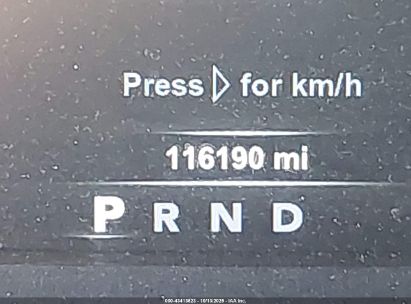 Press ▷ for km/h
116190 mi
P R N D